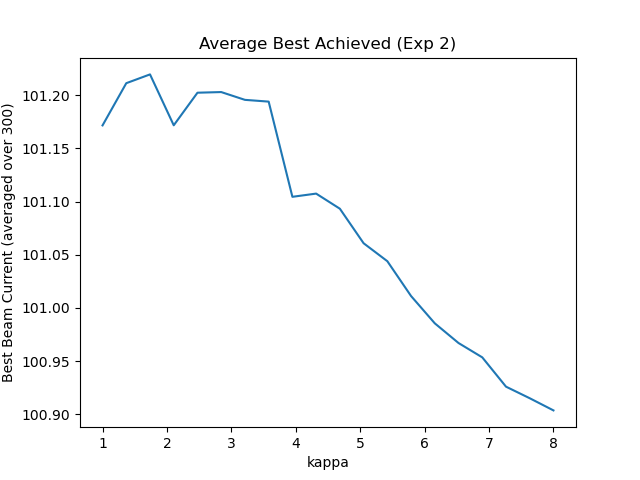 Average Best Achieved (Exp 2)
Best Beam Current (averaged over 300)
101.20
101.15
101.10
101.05
101.00
100.95
100.90
1 2 3 4 5 6 7 8
kappa